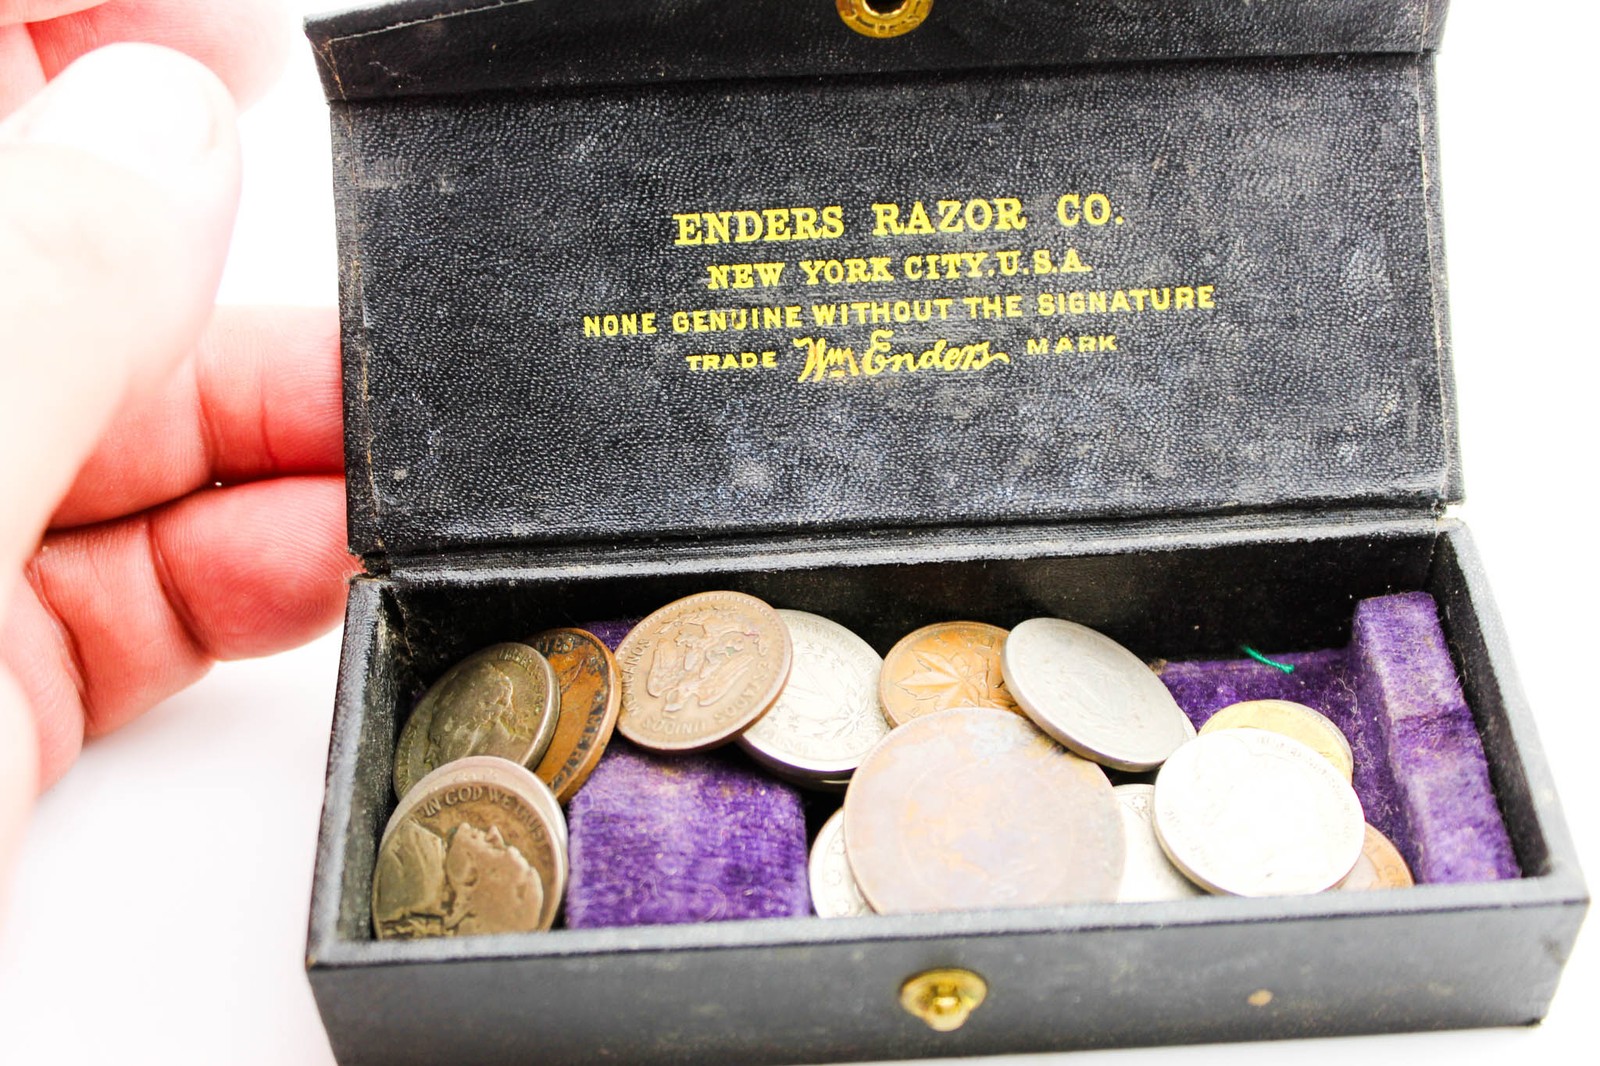 ENDERS RAZOR CO.
NEW YORK CITY.U.S.A.
NONE GENUINE WITHOUT THE SIGNATURE
TRADE Wm Enders MARK
IN GOD WE TRUST